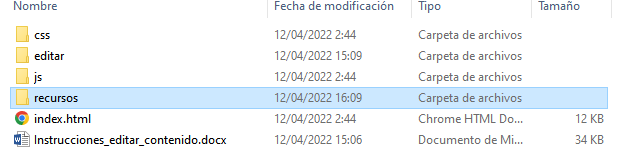 Nombre Fecha de modificación Tipo Tamaño
css 12/04/2022 2:44 Carpeta de archivos
editar 12/04/2022 15:09 Carpeta de archivos
js 12/04/2022 2:44 Carpeta de archivos
recursos 12/04/2022 16:09 Carpeta de archivos
index.html 12/04/2022 2:44 Chrome HTML Do... 12 KB
Instrucciones_editar_contenido.docx 12/04/2022 15:06 Documento de Mi... 34 KB